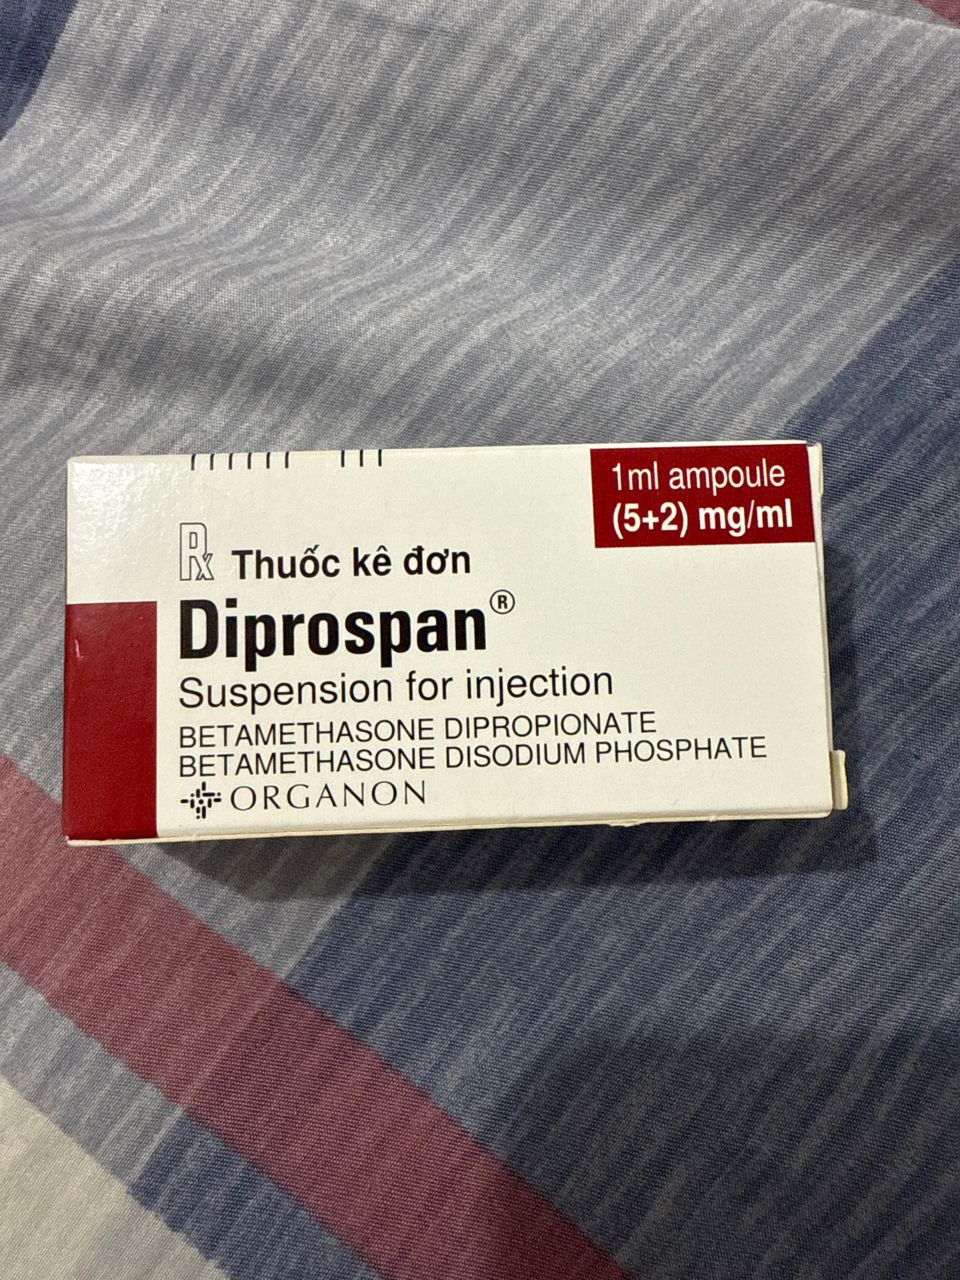 1ml ampoule
(5+2) mg/ml
Rx Thuốc kê đơn
Diprospan®
Suspension for injection
BETAMETHASONE DIPROPIONATE
BETAMETHASONE DISODIUM PHOSPHATE
ORGANON